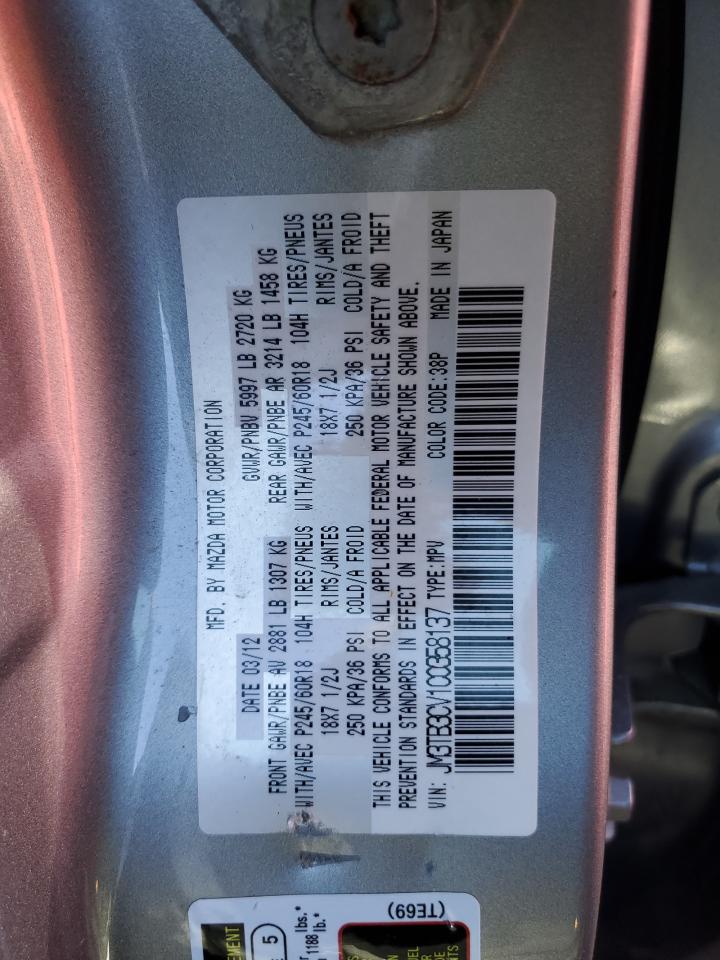 MFD. BY MAZDA MOTOR CORPORATION
DATE 03/12 GVWR/PNBV 5997 LB 2720 KG
FRONT GAWR/PNBE AV 2881 LB 1307 KG REAR GAWR/PNBE AR 3214 LB 1458 KG
WITH/AVEC P245/60R18 104H TIRES/PNEUS WITH/AVEC P245/60R18 104H TIRES/PNEUS
18X7 1/2J RIMS/JANTES 18X7 1/2J RIMS/JANTES
250 KPA/36 PSI COLD/A FROID 250 KPA/36 PSI COLD/A FROID
THIS VEHICLE CONFORMS TO ALL APPLICABLE FEDERAL MOTOR VEHICLE SAFETY AND THEFT
PREVENTION STANDARDS IN EFFECT ON THE DATE OF MANUFACTURE SHOWN ABOVE.
VIN: JM3TB3CV1C0358137 TYPE:MPV COLOR CODE:38P MADE IN JAPAN
(TE69)
EMENT
5
lbs.*
1188 lb.*